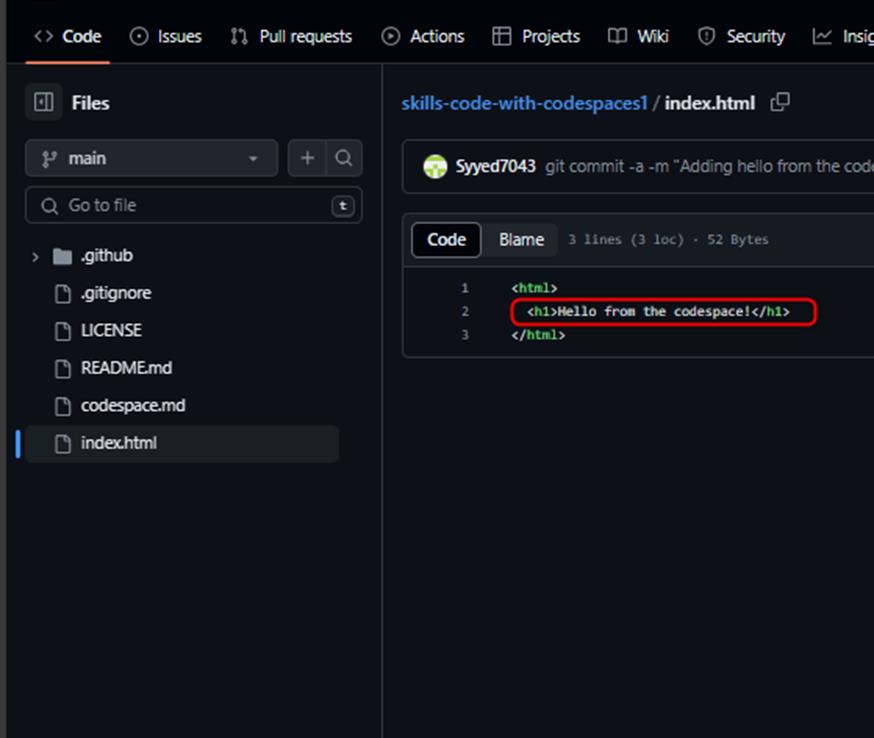 Code Issues Pull requests Actions Projects Wiki Security
Files
main
Go to file t
.github
.gitignore
LICENSE
README.md
codespace.md
index.html
skills-code-with-codespaces1 / index.html
Syyed7043 git commit -a -m "Adding hello from the
Code Blame 3 lines (3 loc) · 52 Bytes
1 <html>
2 <h1>Hello from the codespace!</h1>
3 </html>